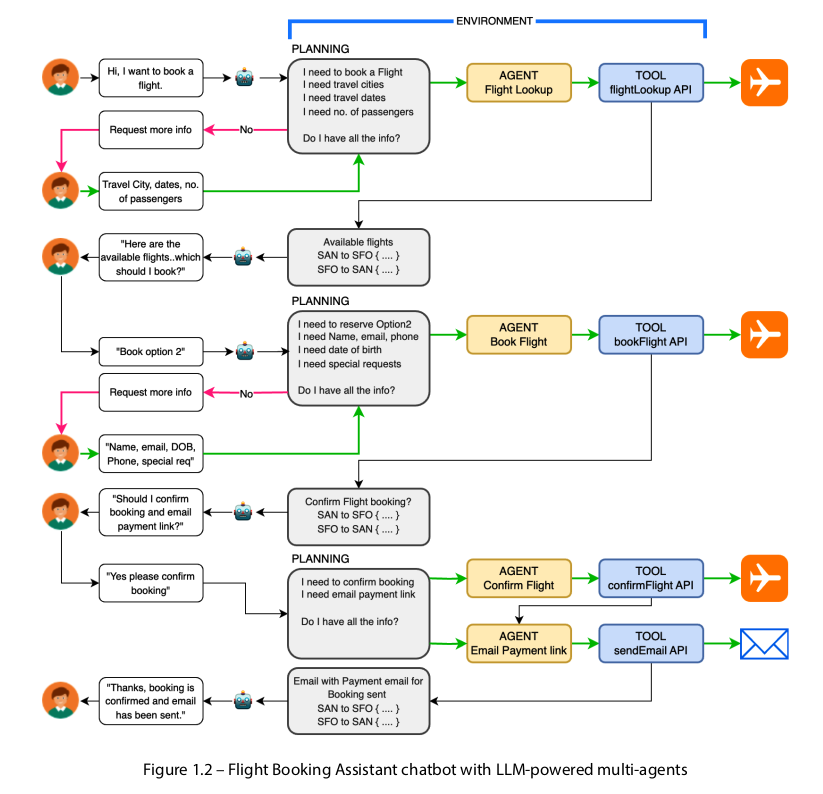 ENVIRONMENT
PLANNING
Hi, I want to book a
flight.
I need to book a Flight
I need travel cities
I need travel dates
I need no. of passengers
Do I have all the info?
AGENT
Flight Lookup
TOOL
flightLookup API
Request more info
No
Travel City, dates, no.
of passengers
"Here are the
available flights..which
should I book?"
Available flights
SAN to SFO { .... }
SFO to SAN { .... }
PLANNING
"Book option 2"
I need to reserve Option2
I need Name, email, phone
I need date of birth
I need special requests
Do I have all the info?
AGENT
Book Flight
TOOL
bookFlight API
Request more info
No
"Name, email, DOB,
Phone, special req"
"Should I confirm
booking and email
payment link?"
Confirm Flight booking?
SAN to SFO { .... }
SFO to SAN { .... }
PLANNING
"Yes please confirm
booking"
I need to confirm booking
I need email payment link
Do I have all the info?
AGENT
Confirm Flight
TOOL
confirmFlight API
AGENT
Email Payment link
TOOL
sendEmail API
"Thanks, booking is
confirmed and email
has been sent."
Email with Payment email for
Booking sent
SAN to SFO { .... }
SFO to SAN { .... }
Figure 1.2 – Flight Booking Assistant chatbot with LLM-powered multi-agents